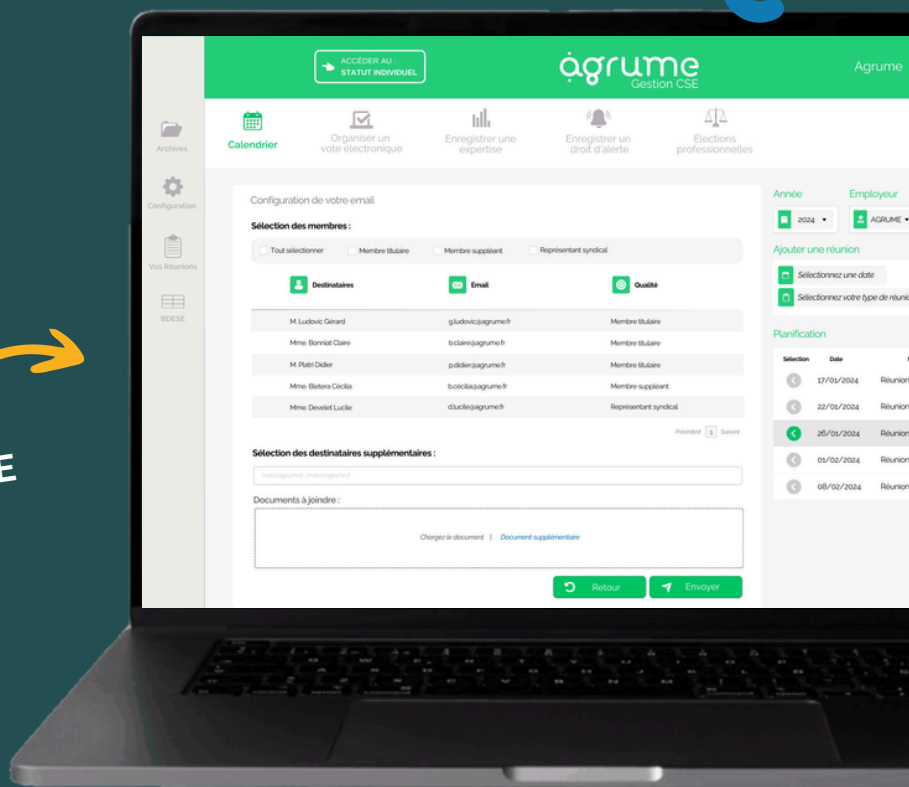 ACCÉDER AU :
STATUT INDIVIDUEL
agrume
Gestion CSE
Agrume
Archives
Configuration
Vos Réunions
BDESE
Calendrier
Organiser un
vote électronique
Enregistrer une
expertise
Enregistrer un
droit d'alerte
Élections
professionnelles
Configuration de votre email
Sélection des membres :
Tout sélectionner Membre titulaire Membre suppléant Représentant syndical
Destinataires Email Qualité
M. Ludovic Gérard g.ludovic@agrume.fr Membre titulaire
Mme. Bonniat Claire b.claire@agrume.fr Membre titulaire
M. Platri Didier p.didier@agrume.fr Membre titulaire
Mme. Bletera Cécilia b.cécilia@agrume.fr Membre suppléant
Mme. Develet Lucile d.lucile@agrume.fr Représentant syndical
Précédent 1 Suivant
Sélection des destinataires supplémentaires :
Documents à joindre :
Chargez le document | Document supplémentaire
Retour Envoyer
Année Employeur
2024 AGRUME
Ajouter une réunion
Sélectionnez une date
Sélectionnez votre type de réunio
Planification
Sélection Date
17/01/2024 Réunion
22/01/2024 Réunion
26/01/2024 Réunion
01/02/2024 Réunion
08/02/2024 Réunion
E